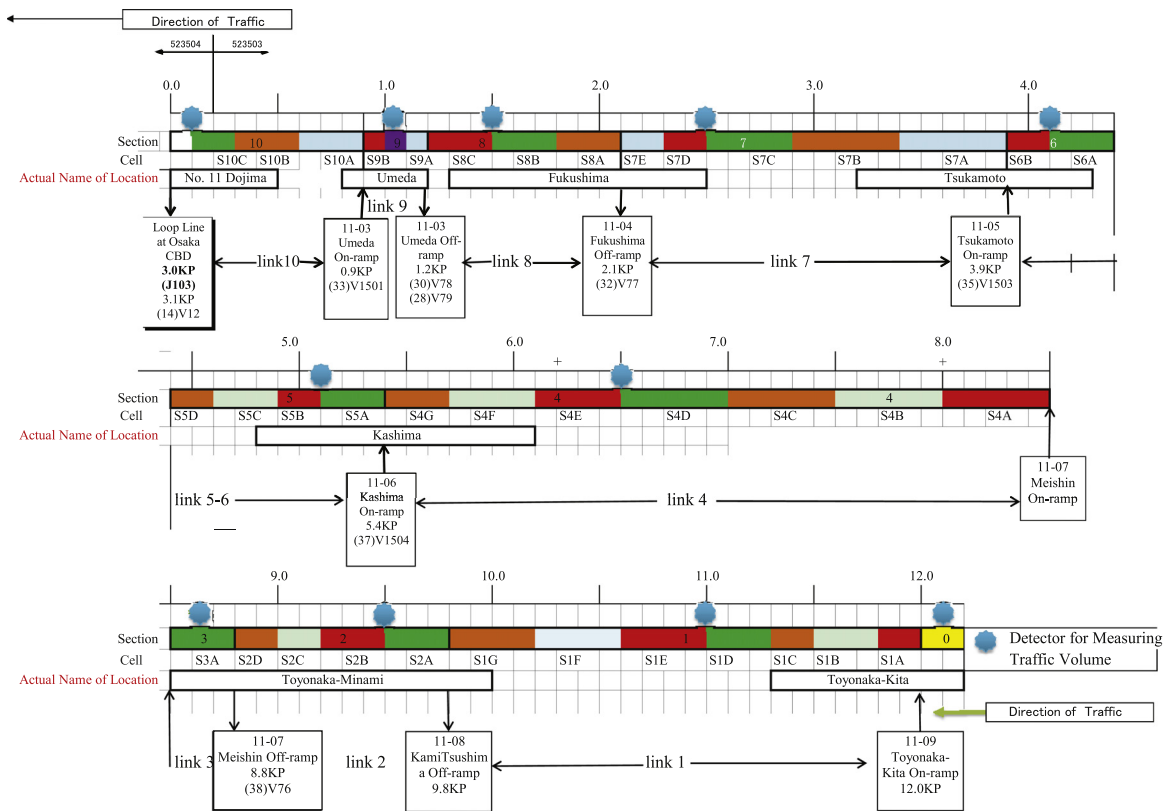 Direction of Traffic
523504 523503
0.0 1.0 2.0 3.0 4.0
Section 10 9 8 7 6
Cell S10C S10B S10A S9B S9A S8C S8B S8A S7E S7D S7C S7B S7A S6B S6A
Actual Name of Location No. 11 Dojima Umeda Fukushima Tsukamoto
link 9
Loop Line
at Osaka
CBD
3.0KP
(J103)
3.1KP
(14)V12
link10
11-03
Umeda
On-ramp
0.9KP
(33)V1501
11-03
Umeda Off-
ramp
1.2KP
(30)V78
(28)V79
link 8
11-04
Fukushima
Off-ramp
2.1KP
(32)V77
link 7
11-05
Tsukamoto
On-ramp
3.9KP
(35)V1503
5.0 6.0 7.0 8.0
+ +
Section 5 4 4
Cell S5D S5C S5B S5A S4G S4F S4E S4D S4C S4B S4A
Actual Name of Location Kashima
link 5-6
11-06
Kashima
On-ramp
5.4KP
(37)V1504
link 4
11-07
Meishin
On-ramp
9.0 10.0 11.0 12.0
Section 3 2 1 0
Cell S3A S2D S2C S2B S2A S1G S1F S1E S1D S1C S1B S1A
Detector for Measuring
Traffic Volume
Actual Name of Location Toyonaka-Minami Toyonaka-Kita
Direction of Traffic
link 3
11-07
Meishin Off-ramp
8.8KP
(38)V76
link 2
11-08
KamiTsushim
a Off-ramp
9.8KP
link 1
11-09
Toyonaka-
Kita On-ramp
12.0KP